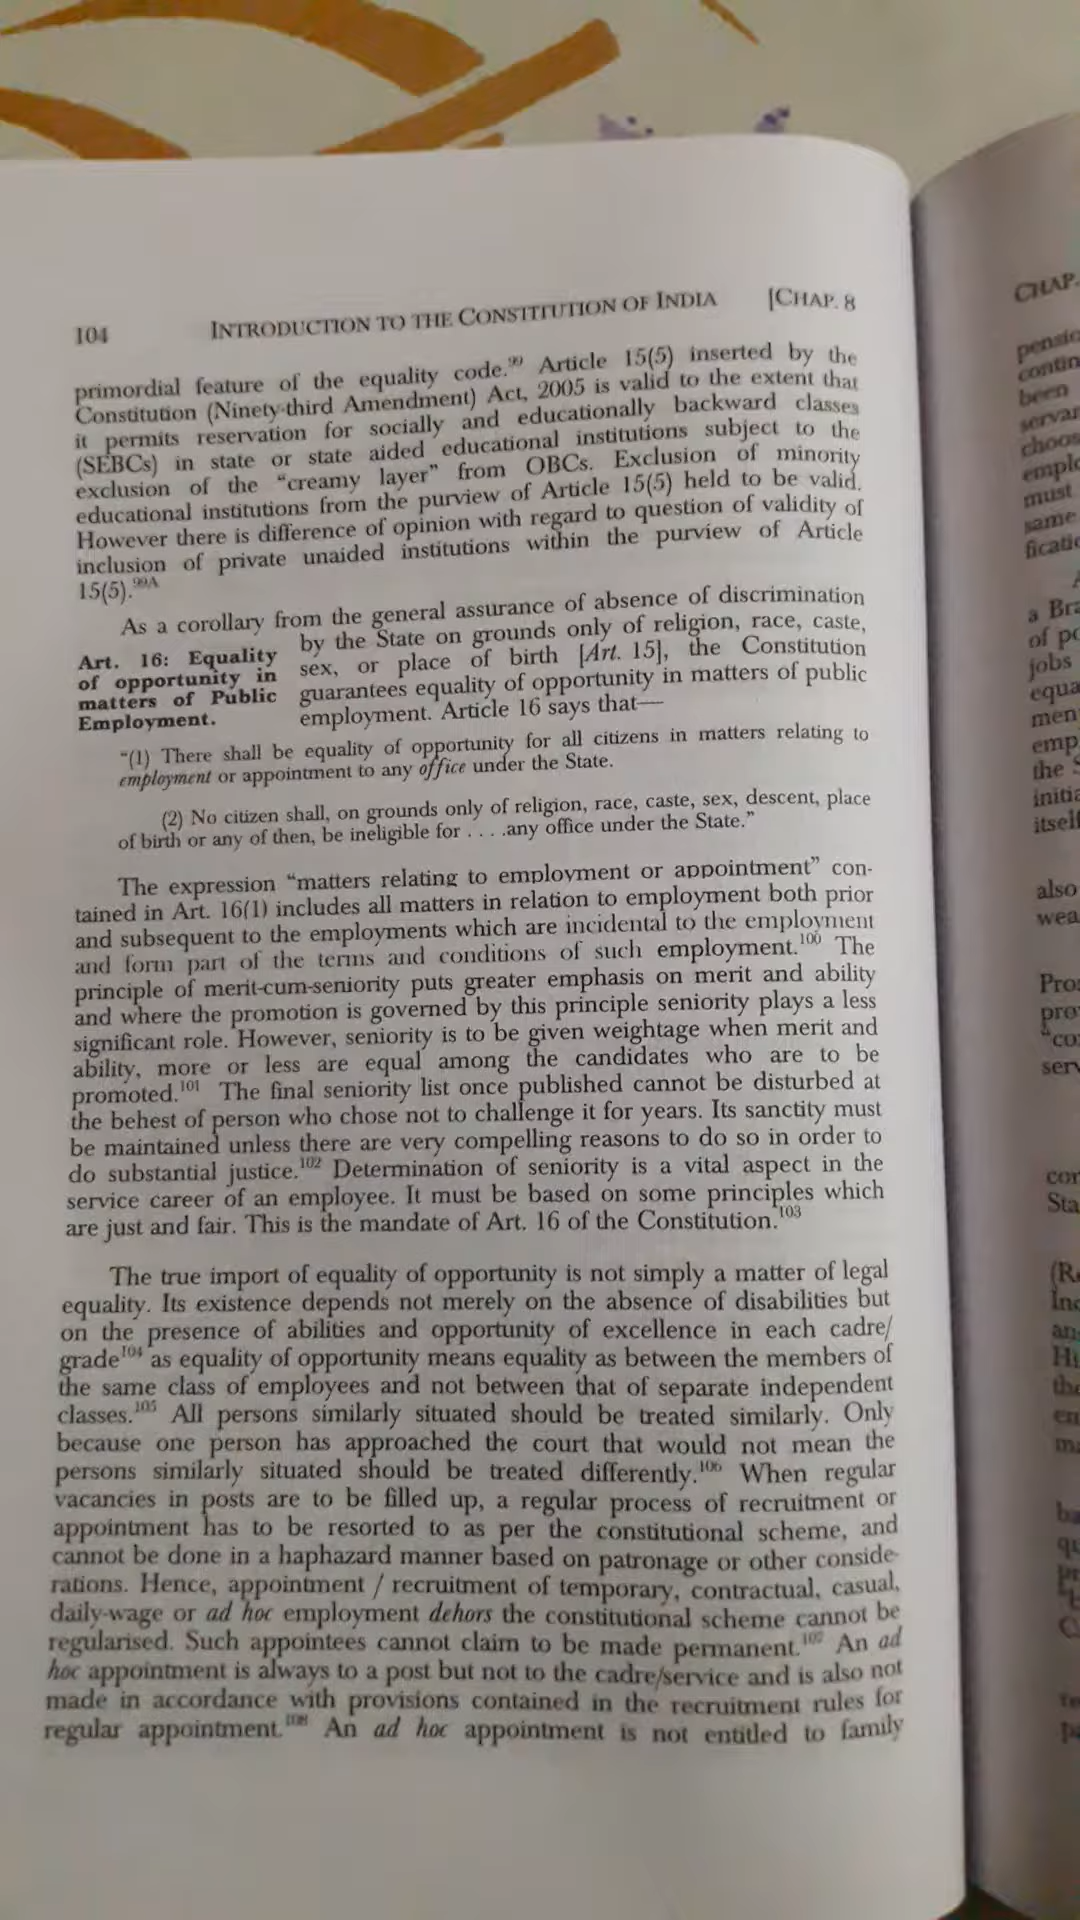 104 INTRODUCTION TO THE CONSTITUTION OF INDIA [CHAP. 8
primordial feature of the equality code.99 Article 15(5) inserted by the
Constitution (Ninety-third Amendment) Act, 2005 is valid to the extent that
it permits reservation for socially and educationally backward classes
(SEBCs) in state or state aided educational institutions subject to the
exclusion of the “creamy layer” from OBCs. Exclusion of minority
educational institutions from the purview of Article 15(5) held to be valid.
However there is difference of opinion with regard to question of validity of
inclusion of private unaided institutions within the purview of Article
15(5).99A
As a corollary from the general assurance of absence of discrimination
by the State on grounds only of religion, race, caste,
sex, or place of birth [Art. 15], the Constitution
guarantees equality of opportunity in matters of public
employment. Article 16 says that—
Art. 16: Equality
of opportunity in
matters of Public
Employment.
“(1) There shall be equality of opportunity for all citizens in matters relating to
employment or appointment to any office under the State.
(2) No citizen shall, on grounds only of religion, race, caste, sex, descent, place
of birth or any of then, be ineligible for . . . .any office under the State.”
The expression “matters relating to employment or appointment” con-
tained in Art. 16(1) includes all matters in relation to employment both prior
and subsequent to the employments which are incidental to the employment
and form part of the terms and conditions of such employment.100 The
principle of merit-cum-seniority puts greater emphasis on merit and ability
and where the promotion is governed by this principle seniority plays a less
significant role. However, seniority is to be given weightage when merit and
ability, more or less are equal among the candidates who are to be
promoted.101 The final seniority list once published cannot be disturbed at
the behest of person who chose not to challenge it for years. Its sanctity must
be maintained unless there are very compelling reasons to do so in order to
do substantial justice.102 Determination of seniority is a vital aspect in the
service career of an employee. It must be based on some principles which
are just and fair. This is the mandate of Art. 16 of the Constitution.103
The true import of equality of opportunity is not simply a matter of legal
equality. Its existence depends not merely on the absence of disabilities but
on the presence of abilities and opportunity of excellence in each cadre/
grade104 as equality of opportunity means equality as between the members of
the same class of employees and not between that of separate independent
classes.105 All persons similarly situated should be treated similarly. Only
because one person has approached the court that would not mean the
persons similarly situated should be treated differently.106 When regular
vacancies in posts are to be filled up, a regular process of recruitment or
appointment has to be resorted to as per the constitutional scheme, and
cannot be done in a haphazard manner based on patronage or other conside-
rations. Hence, appointment / recruitment of temporary, contractual, casual,
daily-wage or ad hoc employment dehors the constitutional scheme cannot be
regularised. Such appointees cannot claim to be made permanent.107 An ad
hoc appointment is always to a post but not to the cadre/service and is also not
made in accordance with provisions contained in the recruitment rules for
regular appointment.108 An ad hoc appointment is not entitled to family
CHAP.
been
must
same
a
of
jobs
the
itself
also